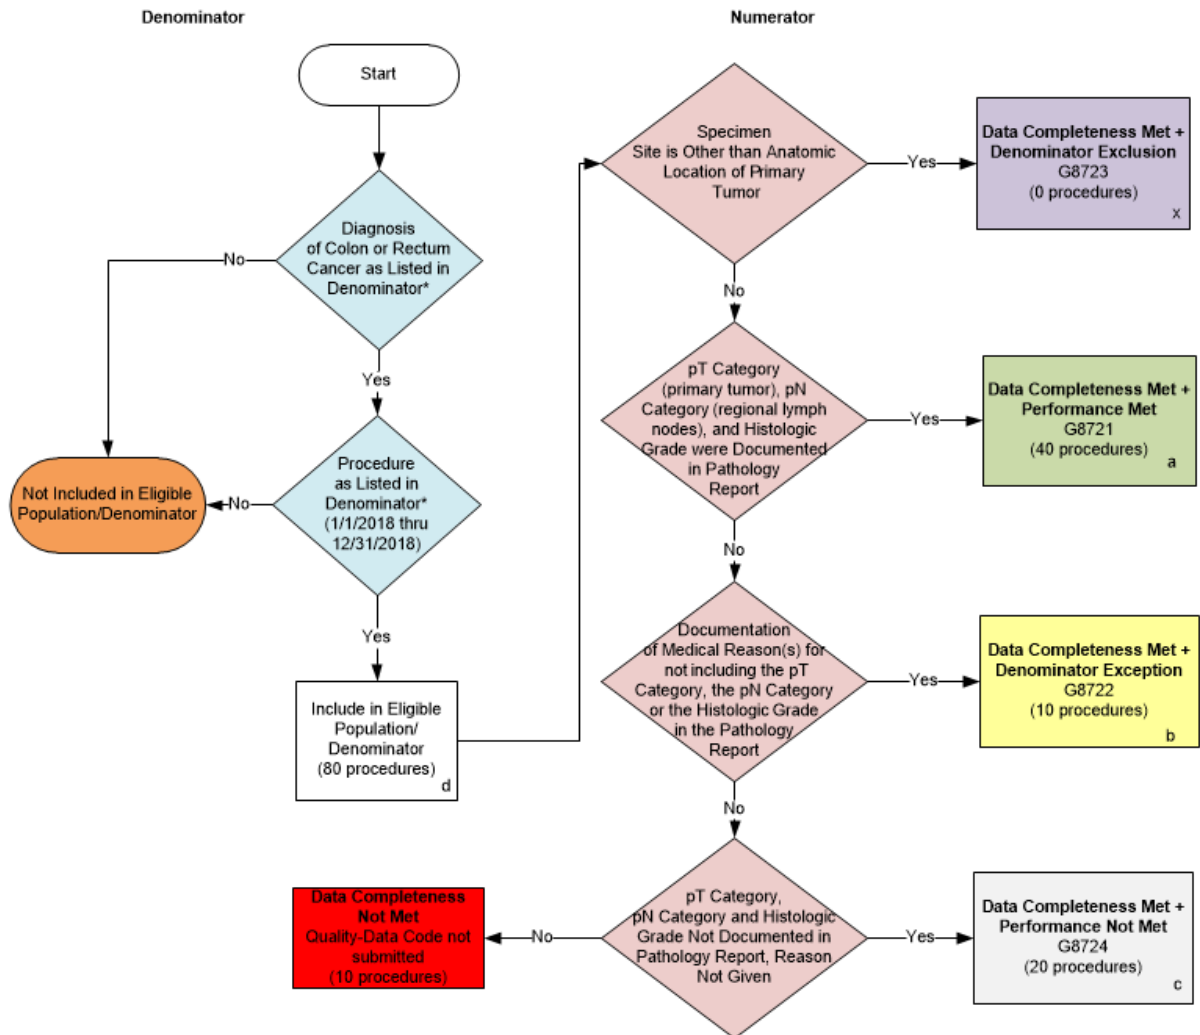 Denominator
Numerator
Start
Diagnosis
of Colon or Rectum
Cancer as Listed in
Denominator*
No
Yes
Procedure
as Listed in
Denominator*
(1/1/2018 thru
12/31/2018)
No
Not Included in Eligible
Population/Denominator
Yes
Include in Eligible
Population/
Denominator
(80 procedures)
d
Specimen
Site is Other than Anatomic
Location of Primary
Tumor
Yes
Data Completeness Met +
Denominator Exclusion
G8723
(0 procedures)
x
No
pT Category
(primary tumor), pN
Category (regional lymph
nodes), and Histologic
Grade were Documented
in Pathology
Report
Yes
Data Completeness Met +
Performance Met
G8721
(40 procedures)
a
No
Documentation
of Medical Reason(s) for
not including the pT
Category, the pN Category
or the Histologic Grade
in the Pathology
Report
Yes
Data Completeness Met +
Denominator Exception
G8722
(10 procedures)
b
No
pT Category,
pN Category and Histologic
Grade Not Documented in
Pathology Report, Reason
Not Given
Yes
Data Completeness Met +
Performance Not Met
G8724
(20 procedures)
c
No
Data Completeness
Not Met
Quality-Data Code not
submitted
(10 procedures)